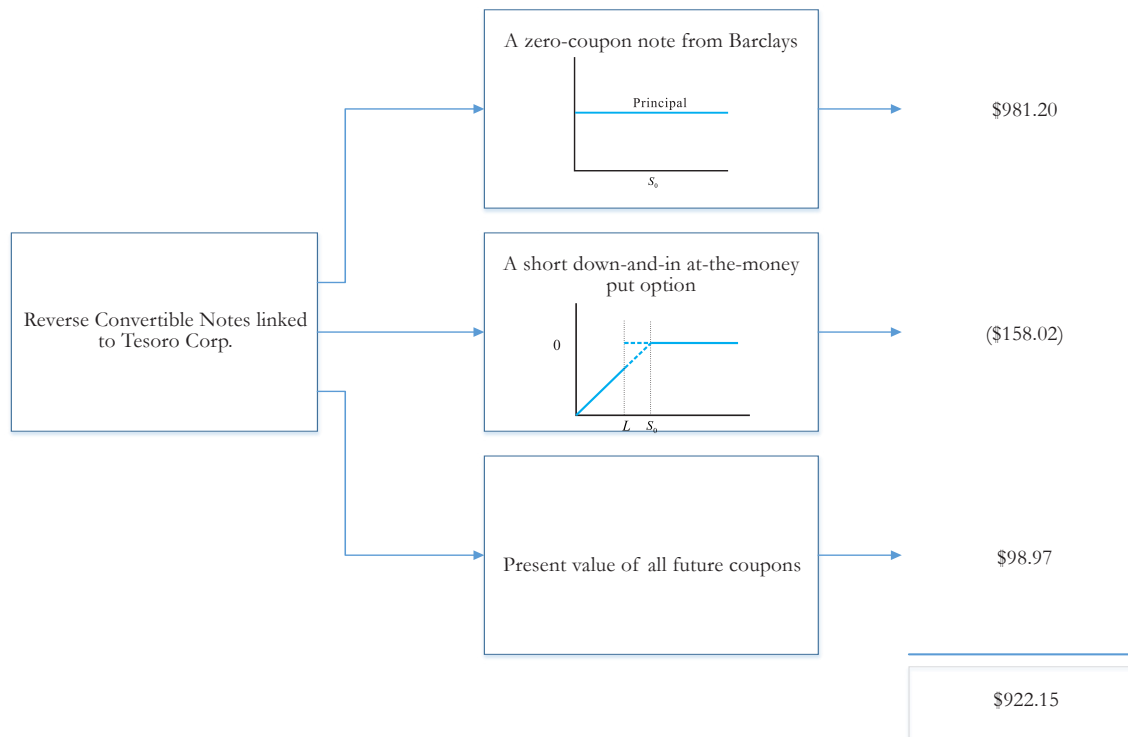 A zero-coupon note from Barclays
Principal
S₀
$981.20
Reverse Convertible Notes linked
to Tesoro Corp.
A short down-and-in at-the-money
put option
0
L S₀
($158.02)
Present value of all future coupons
$98.97
$922.15